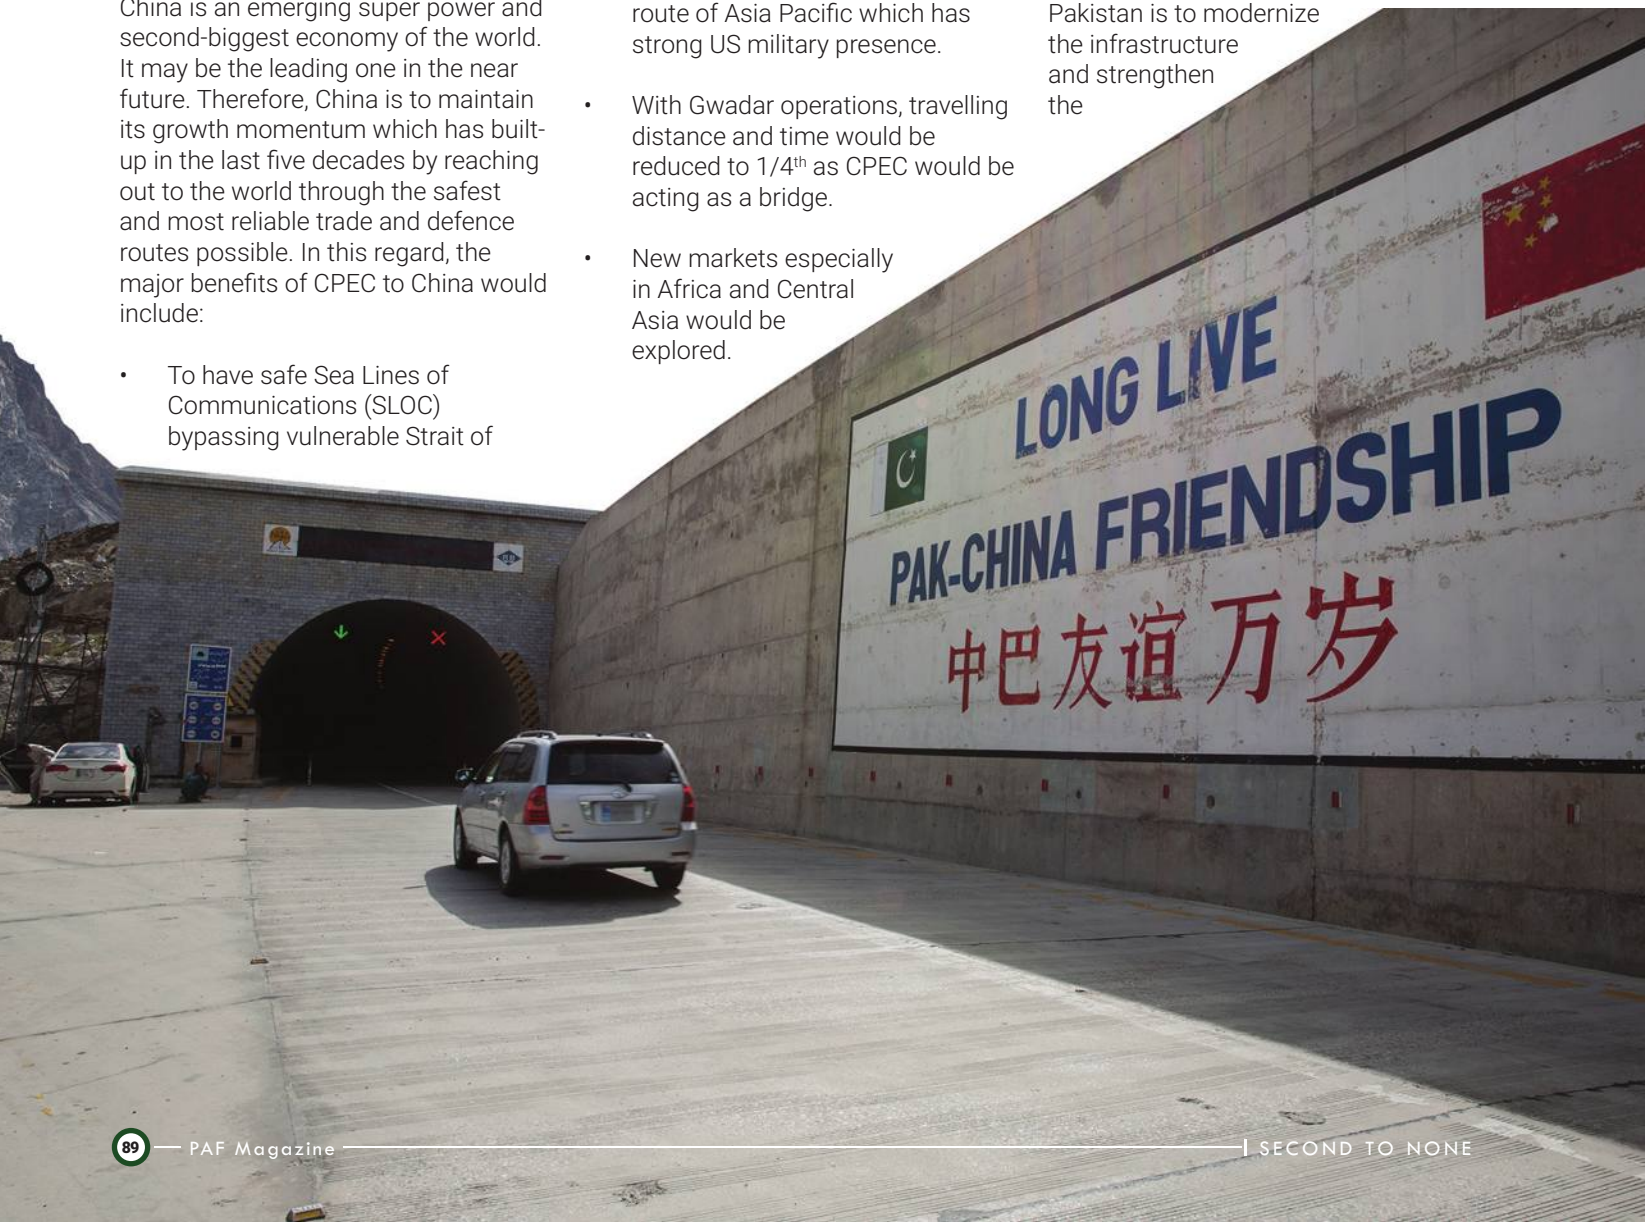 China is an emerging super power and
second-biggest economy of the world.
It may be the leading one in the near
future. Therefore, China is to maintain
its growth momentum which has built-
up in the last five decades by reaching
out to the world through the safest
and most reliable trade and defence
routes possible. In this regard, the
major benefits of CPEC to China would
include:
• To have safe Sea Lines of
Communications (SLOC)
bypassing vulnerable Strait of
route of Asia Pacific which has
strong US military presence.
• With Gwadar operations, travelling
distance and time would be
reduced to 1/4th as CPEC would be
acting as a bridge.
• New markets especially
in Africa and Central
Asia would be
explored.
Pakistan is to modernize
the infrastructure
and strengthen
the
LONG LIVE
PAK-CHINA FRIENDSHIP
中巴友谊万岁
89 PAF Magazine
SECOND TO NONE